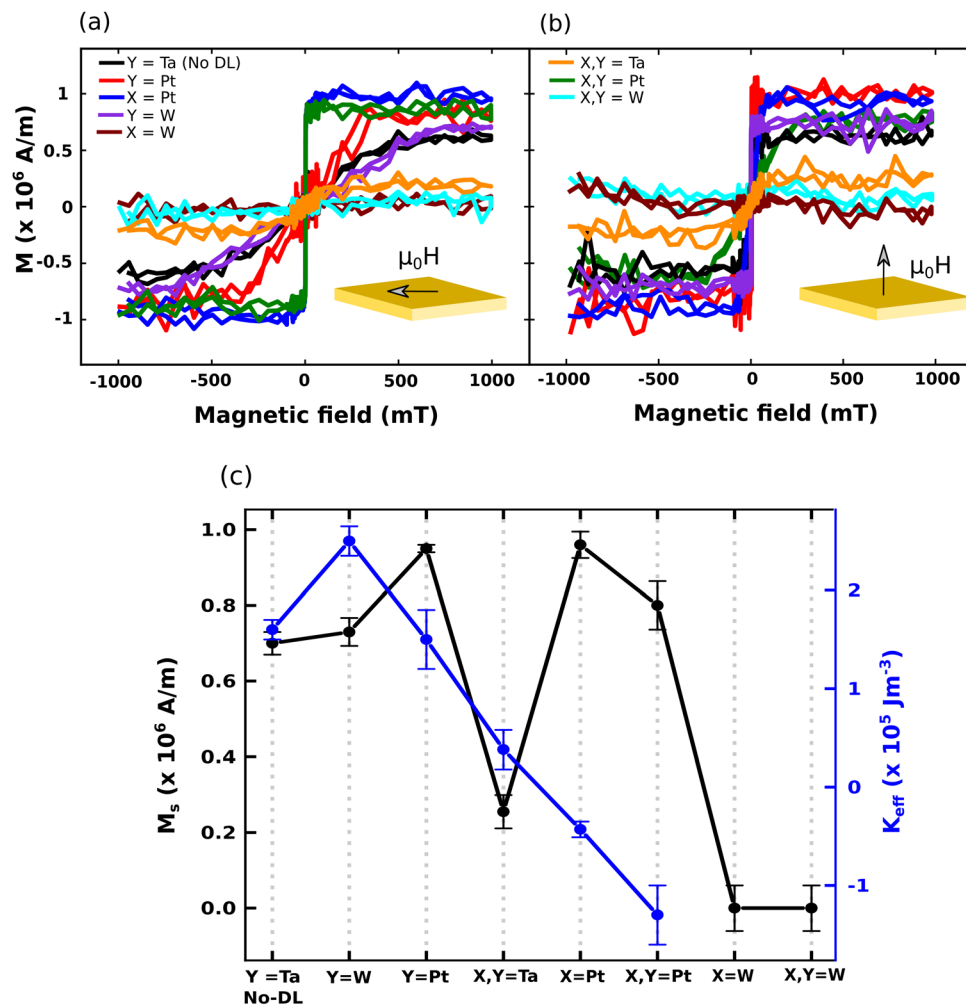 (a)
(b)
Y = Ta (No DL)
Y = Pt
X = Pt
Y = W
X = W
X,Y = Ta
X,Y = Pt
X,Y = W
M (x 10⁶ A/m)
1
0.5
0
-0.5
-1
μ₀H
μ₀H
-1000 -500 0 500 1000
-1000 -500 0 500 1000
Magnetic field (mT)
Magnetic field (mT)
(c)
Mₛ (x 10⁶ A/m)
1.0
0.8
0.6
0.4
0.2
0.0
2
1
0
-1
K_eff (x 10⁵ Jm⁻³)
Y =Ta Y=W Y=Pt X,Y=Ta X=Pt X,Y=Pt X=W X,Y=W
No-DL